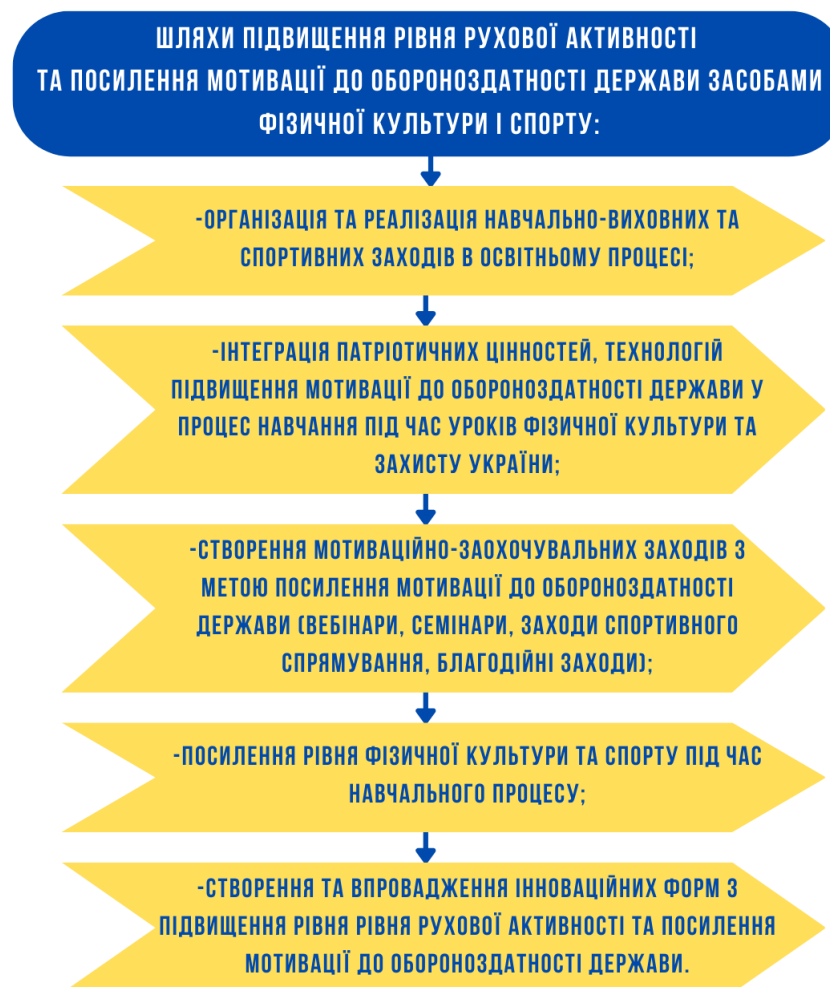 ШЛЯХИ ПІДВИЩЕННЯ РІВНЯ РУХОВОЇ АКТИВНОСТІ
ТА ПОСИЛЕННЯ МОТИВАЦІЇ ДО ОБОРОНОЗДАТНОСТІ ДЕРЖАВИ ЗАСОБАМИ
ФІЗИЧНОЇ КУЛЬТУРИ І СПОРТУ:
-ОРГАНІЗАЦІЯ ТА РЕАЛІЗАЦІЯ НАВЧАЛЬНО-ВИХОВНИХ ТА
СПОРТИВНИХ ЗАХОДІВ В ОСВІТНЬОМУ ПРОЦЕСІ;
-ІНТЕГРАЦІЯ ПАТРІОТИЧНИХ ЦІННОСТЕЙ, ТЕХНОЛОГІЙ
ПІДВИЩЕННЯ МОТИВАЦІЇ ДО ОБОРОНОЗДАТНОСТІ ДЕРЖАВИ У
ПРОЦЕС НАВЧАННЯ ПІД ЧАС УРОКІВ ФІЗИЧНОЇ КУЛЬТУРИ ТА
ЗАХИСТУ УКРАЇНИ;
-СТВОРЕННЯ МОТИВАЦІЙНО-ЗАОХОЧУВАЛЬНИХ ЗАХОДІВ З
МЕТОЮ ПОСИЛЕННЯ МОТИВАЦІЇ ДО ОБОРОНОЗДАТНОСТІ
ДЕРЖАВИ (ВЕБІНАРИ, СЕМІНАРИ, ЗАХОДИ СПОРТИВНОГО
СПРЯМУВАННЯ, БЛАГОДІЙНІ ЗАХОДИ);
-ПОСИЛЕННЯ РІВНЯ ФІЗИЧНОЇ КУЛЬТУРИ ТА СПОРТУ ПІД ЧАС
НАВЧАЛЬНОГО ПРОЦЕСУ;
-СТВОРЕННЯ ТА ВПРОВАДЖЕННЯ ІННОВАЦІЙНИХ ФОРМ З
ПІДВИЩЕННЯ РІВНЯ РІВНЯ РУХОВОЇ АКТИВНОСТІ ТА ПОСИЛЕННЯ
МОТИВАЦІЇ ДО ОБОРОНОЗДАТНОСТІ ДЕРЖАВИ.